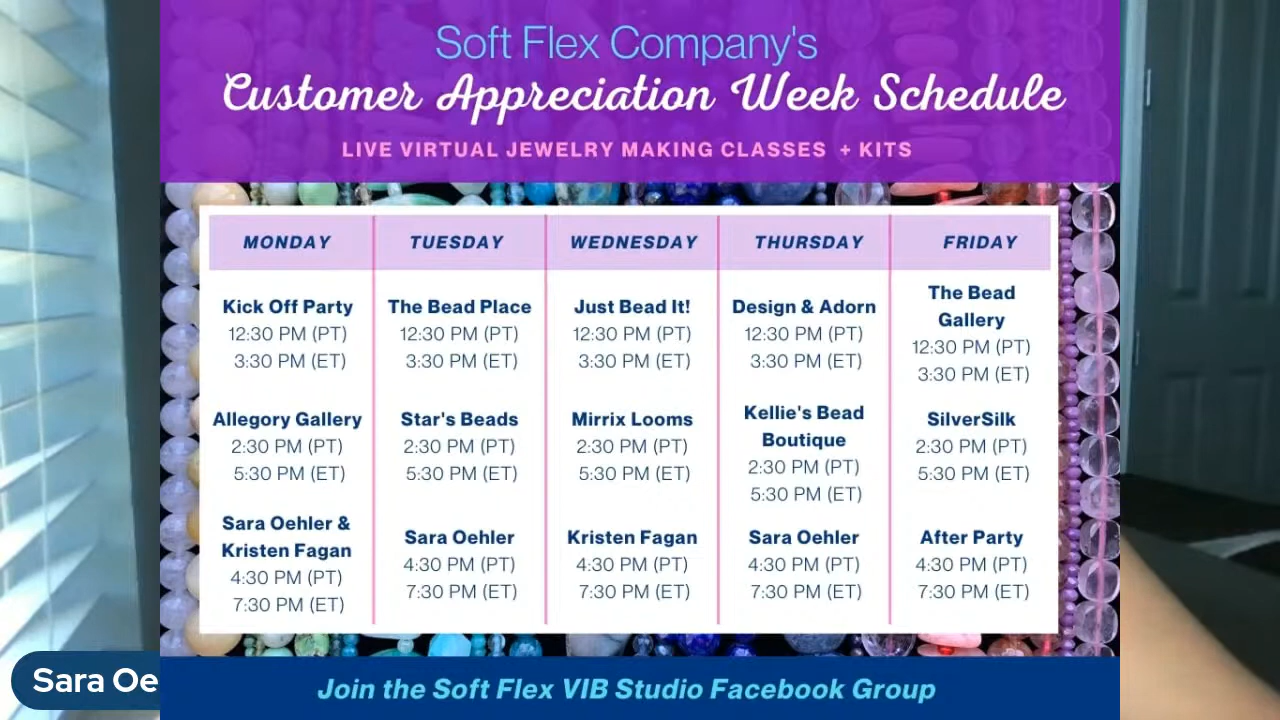 Soft Flex Company's
Customer Appreciation Week Schedule
LIVE VIRTUAL JEWELRY MAKING CLASSES + KITS
MONDAY
Kick Off Party
12:30 PM (PT)
3:30 PM (ET)
Allegory Gallery
2:30 PM (PT)
5:30 PM (ET)
Sara Oehler &
Kristen Fagan
4:30 PM (PT)
7:30 PM (ET)
TUESDAY
The Bead Place
12:30 PM (PT)
3:30 PM (ET)
Star's Beads
2:30 PM (PT)
5:30 PM (ET)
Sara Oehler
4:30 PM (PT)
7:30 PM (ET)
WEDNESDAY
Just Bead It!
12:30 PM (PT)
3:30 PM (ET)
Mirrix Looms
2:30 PM (PT)
5:30 PM (ET)
Kristen Fagan
4:30 PM (PT)
7:30 PM (ET)
THURSDAY
Design & Adorn
12:30 PM (PT)
3:30 PM (ET)
Kellie's Bead
Boutique
2:30 PM (PT)
5:30 PM (ET)
Sara Oehler
4:30 PM (PT)
7:30 PM (ET)
FRIDAY
The Bead
Gallery
12:30 PM (PT)
3:30 PM (ET)
SilverSilk
2:30 PM (PT)
5:30 PM (ET)
After Party
4:30 PM (PT)
7:30 PM (ET)
Sara Oe
Join the Soft Flex VIB Studio Facebook Group